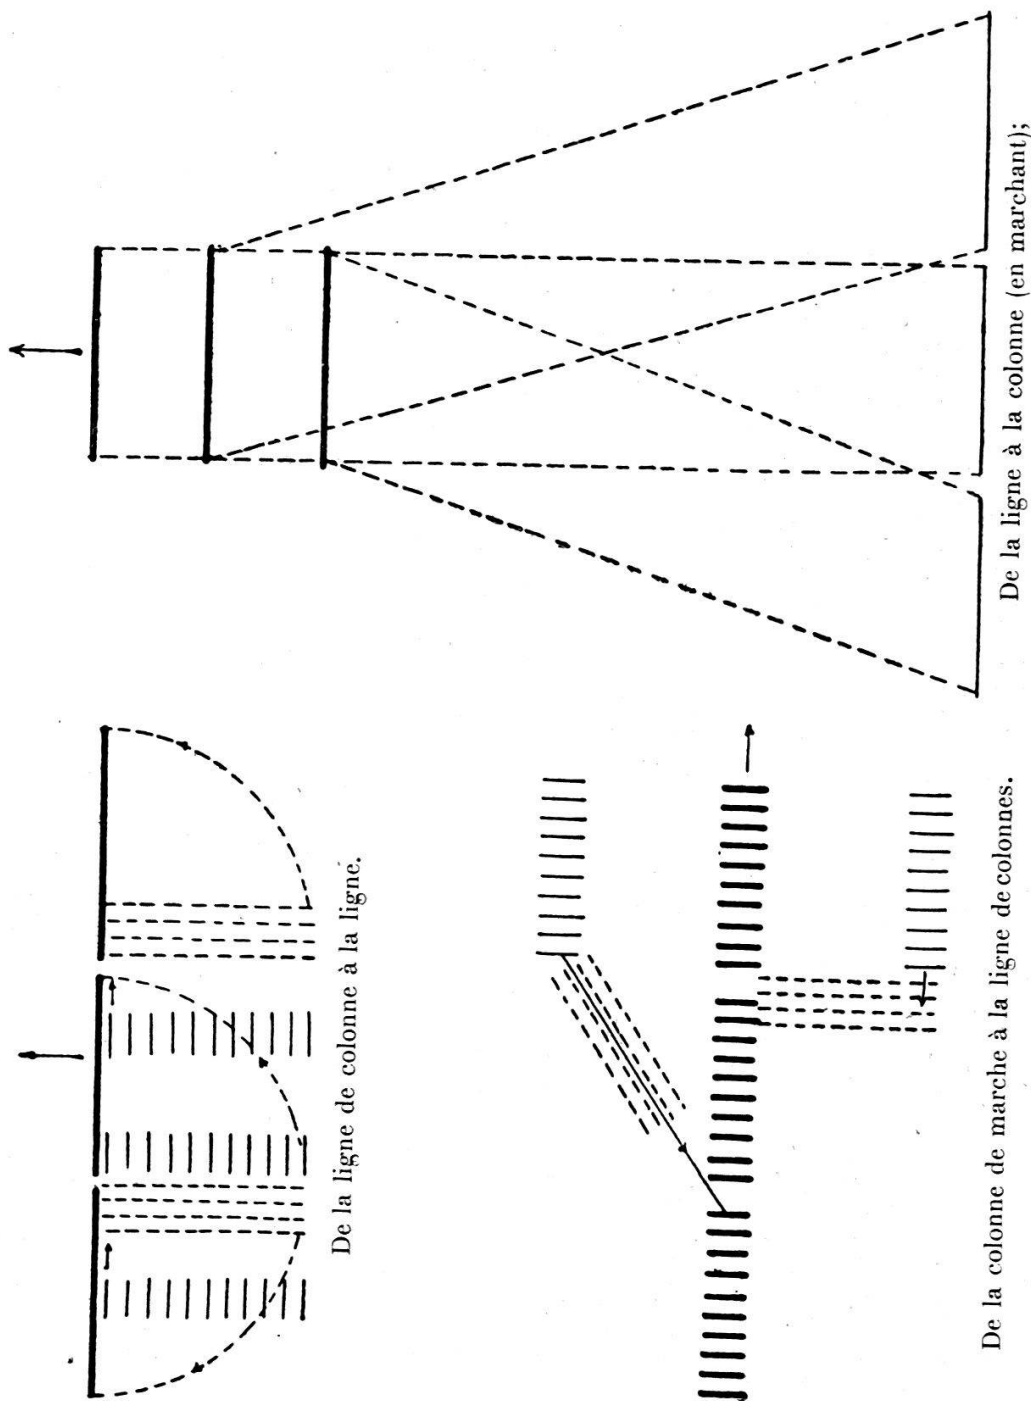 De la ligne de colonne à la ligne.
De la colonne de marche à la ligne de colonnes.
De la ligne à la colonne (en marchant);